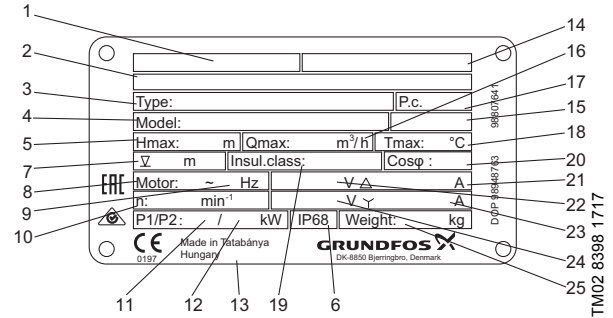 1
2
3
4
5
7
8
9
10
14
16
17
15
18
20
21
22
23
24
25
11
12
13
19
6
Type:
P.c.
Model:
Hmax: m
Qmax: m³/h
Tmax: °C
m
Insul.class:
Cosφ :
Motor: ~ Hz
V △ A
n: min⁻¹
V Y A
P1/P2: / kW
IP68
Weight: kg
EAC
CE
0197
Made in Tatabánya
Hungary
GRUNDFOS
DK-8850 Bjerringbro, Denmark
98807641
DOP 98948763
TM02 8398 1717